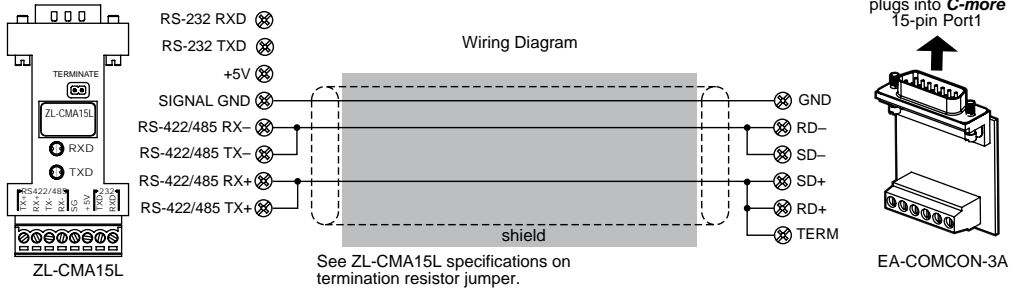 TERMINATE
ZL-CMA15L
RXD
TXD
RS422/485
232
TX+
RX+
TX-
RX-
SG
+5V
TXD
RXD
ZL-CMA15L
RS-232 RXD
RS-232 TXD
+5V
SIGNAL GND
RS-422/485 RX–
RS-422/485 TX–
RS-422/485 RX+
RS-422/485 TX+
Wiring Diagram
shield
See ZL-CMA15L specifications on
termination resistor jumper.
GND
RD–
SD–
SD+
RD+
TERM
plugs into C-more
15-pin Port1
EA-COMCON-3A